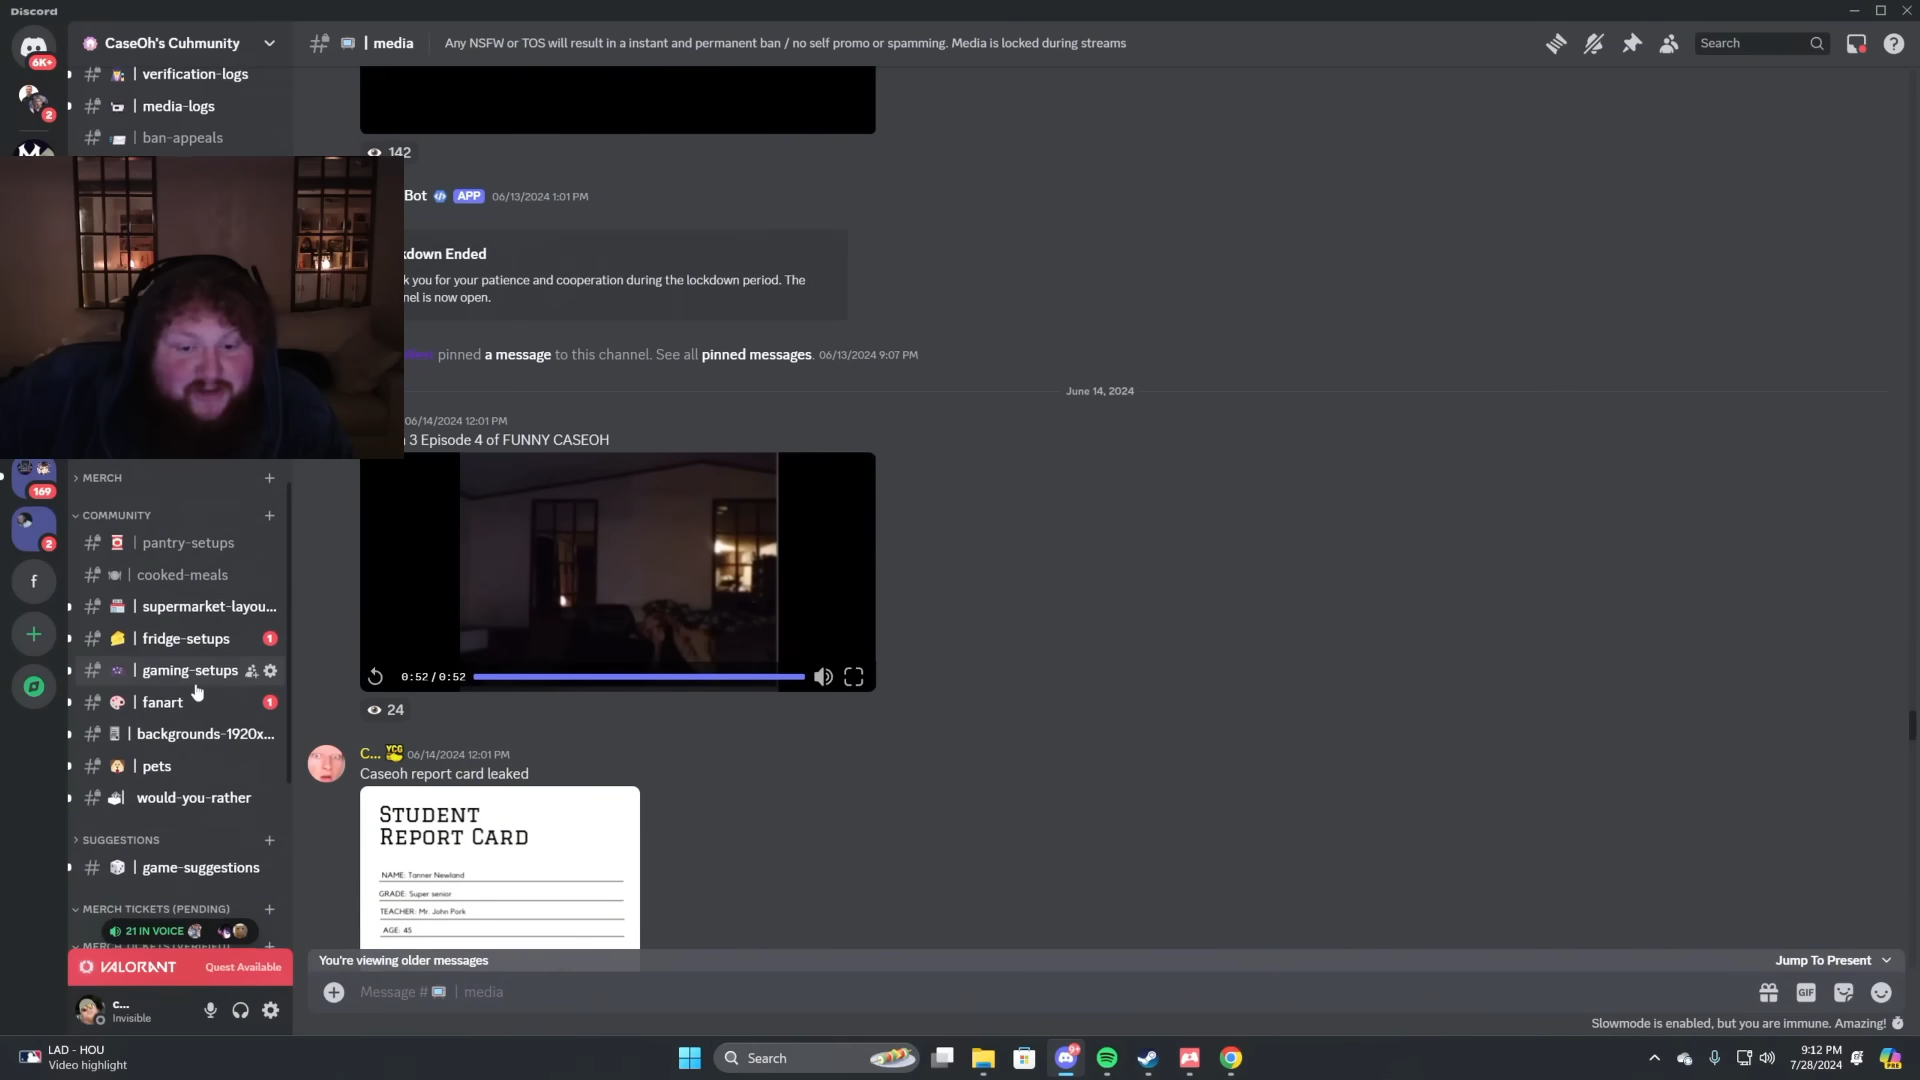 Discord
6K+
2
169
2
f
CaseOh's Cuhmunity
verification-logs
media-logs
ban-appeals
MERCH
COMMUNITY
pantry-setups
cooked-meals
supermarket-layou...
fridge-setups 1
gaming-setups
fanart 1
backgrounds-1920x...
pets
would-you-rather
SUGGESTIONS
game-suggestions
MERCH TICKETS (PENDING)
21 IN VOICE
VALORANT Quest Available
c...
Invisible
| media Any NSFW or TOS will result in a instant and permanent ban / no self promo or spamming. Media is locked during streams
Search
142
Bot APP 06/13/2024 1:01 PM
kdown Ended
k you for your patience and cooperation during the lockdown period. The
nel is now open.
pinned a message to this channel. See all pinned messages. 06/13/2024 9:07 PM
June 14, 2024
06/14/2024 12:01 PM
3 Episode 4 of FUNNY CASEOH
0:52 / 0:52
24
C... YCG 06/14/2024 12:01 PM
Caseoh report card leaked
STUDENT
REPORT CARD
NAME: Tanner Newland
GRADE: Super senior
TEACHER: Mr. John Pork
AGE: 45
You're viewing older messages Jump To Present
Message # | media
GIF
Slowmode is enabled, but you are immune. Amazing!
LAD - HOU
Video highlight
Search
9+
9:12 PM
7/28/2024
PRE